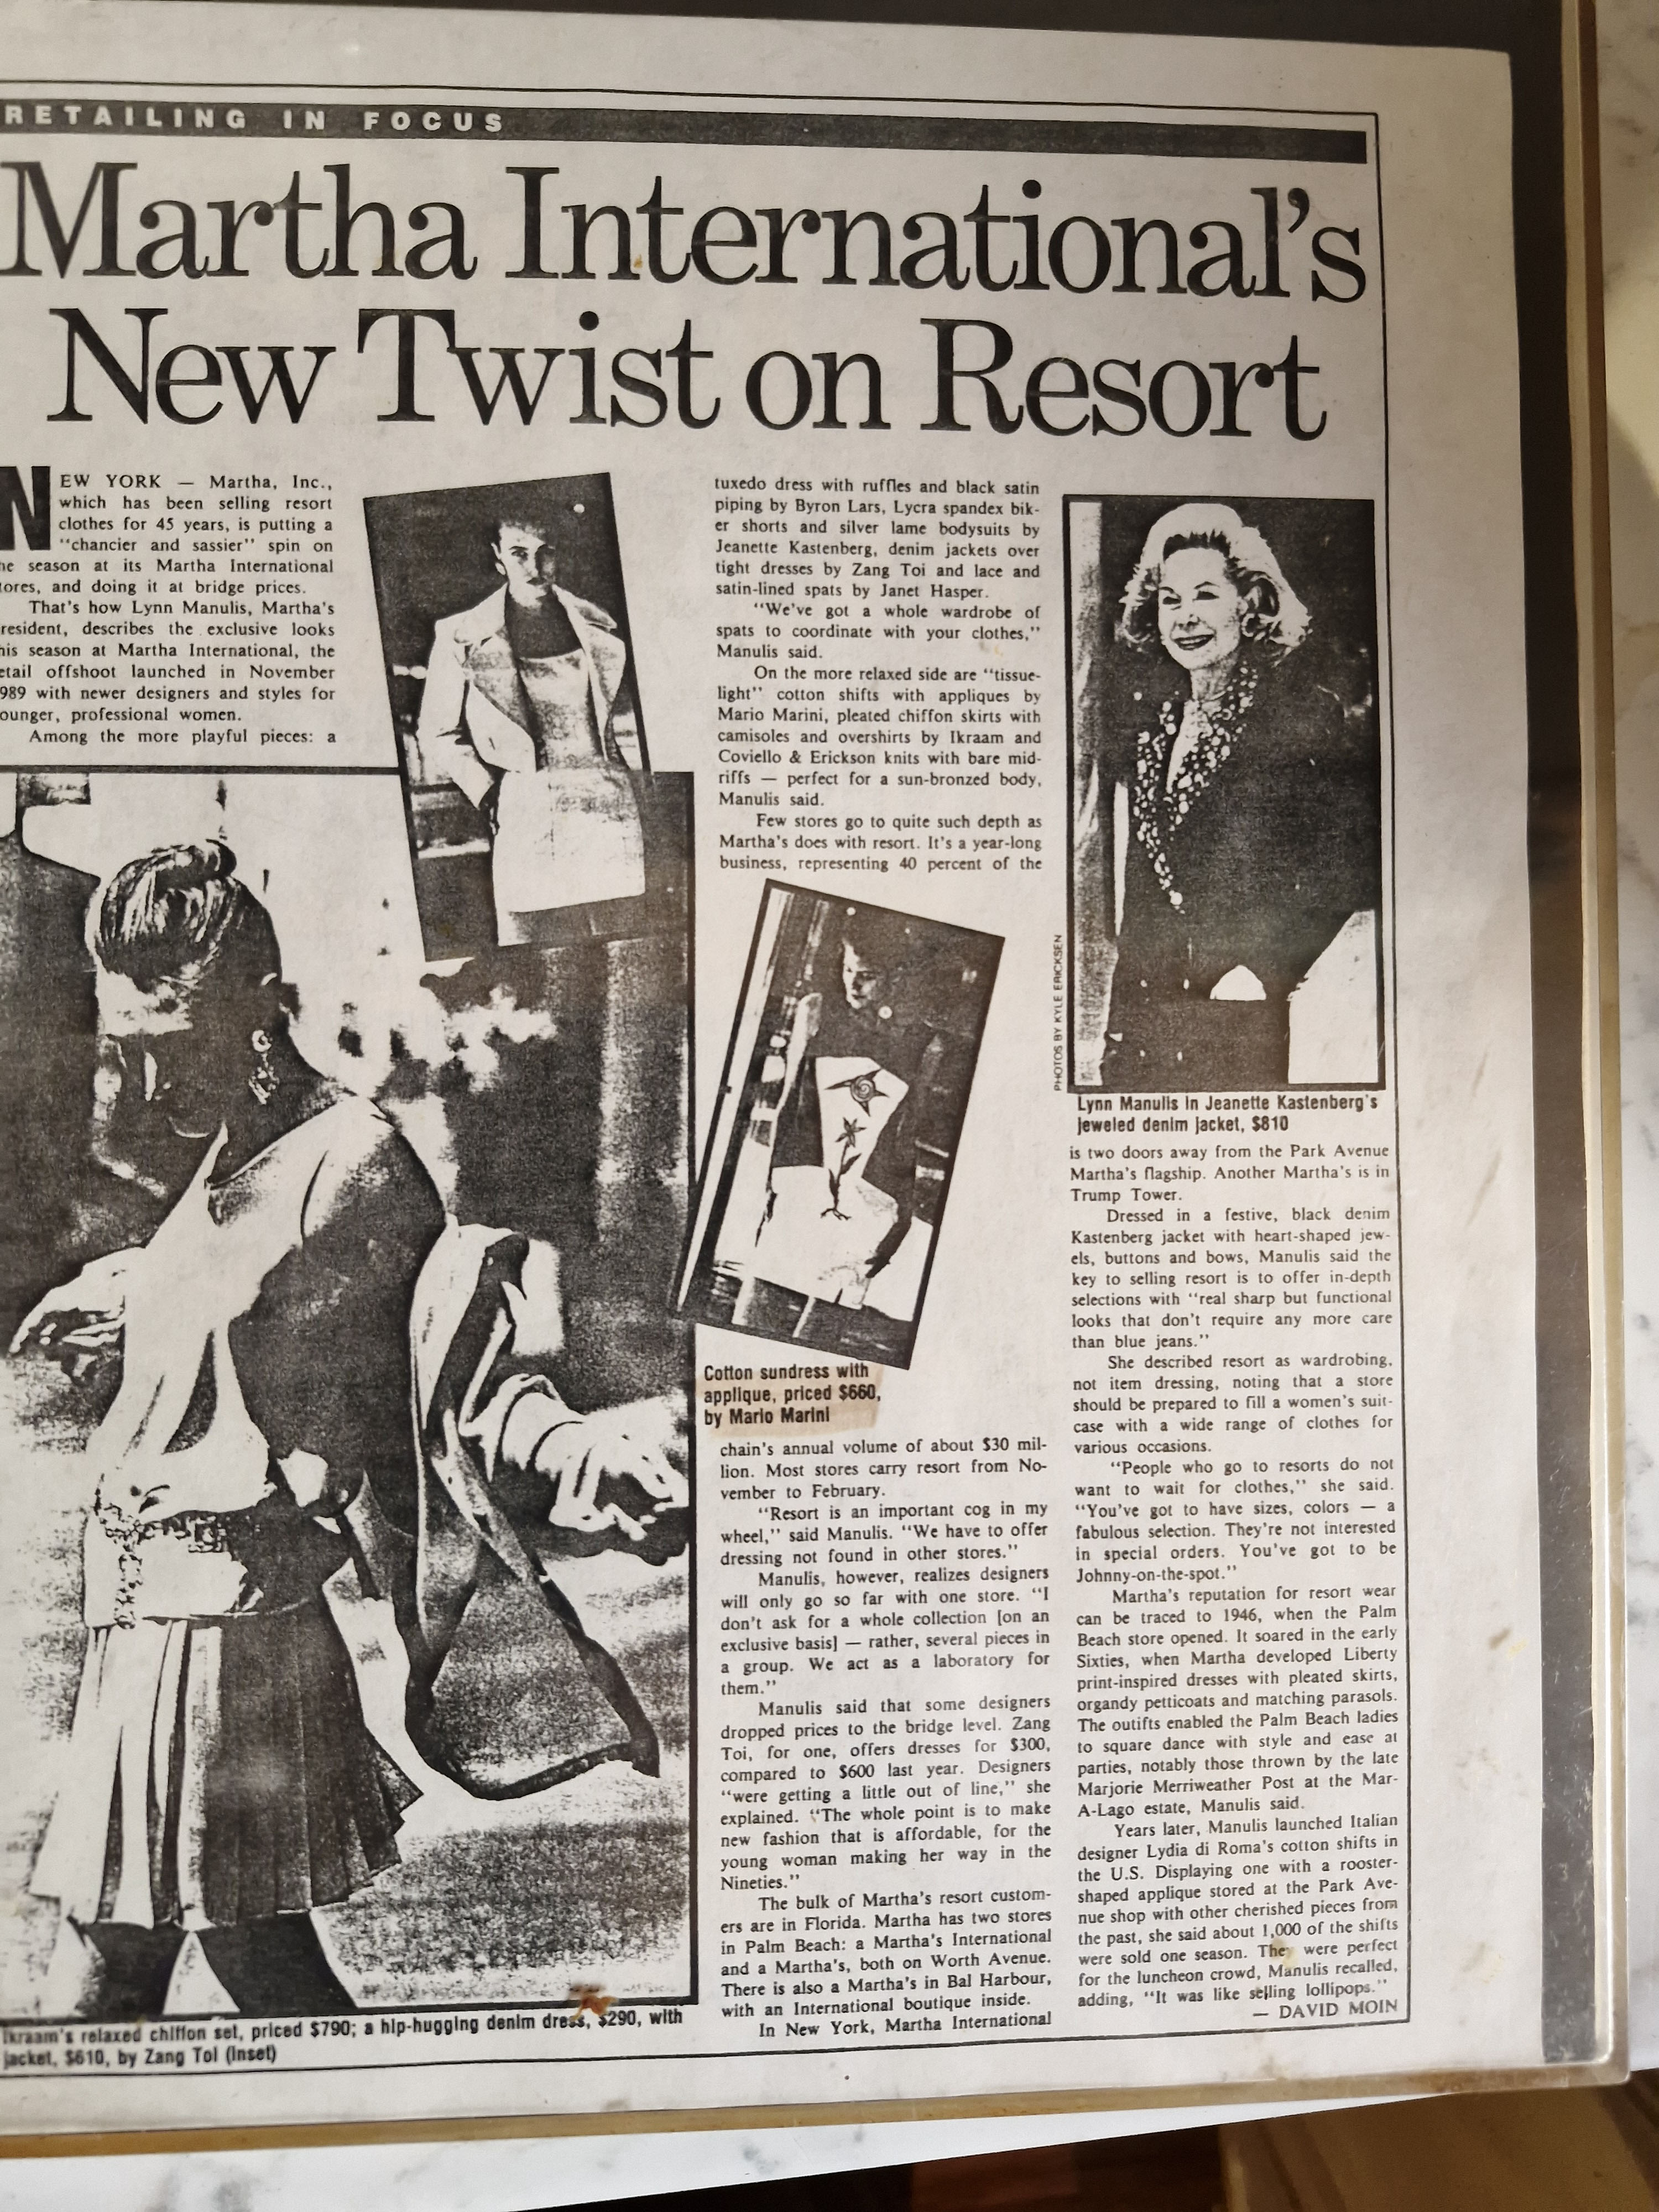 RETAILING IN FOCUS
Martha International's
New Twist on Resort
NEW YORK — Martha, Inc.,
which has been selling resort
clothes for 45 years, is putting a
"chancier and sassier" spin on
he season at its Martha International
tores, and doing it at bridge prices.
That's how Lynn Manulis, Martha's
resident, describes the exclusive looks
his season at Martha International, the
etail offshoot launched in November
989 with newer designers and styles for
ounger, professional women.
Among the more playful pieces: a
tuxedo dress with ruffles and black satin
piping by Byron Lars, Lycra spandex bik-
er shorts and silver lame bodysuits by
Jeanette Kastenberg, denim jackets over
tight dresses by Zang Toi and lace and
satin-lined spats by Janet Hasper.
"We've got a whole wardrobe of
spats to coordinate with your clothes,"
Manulis said.
On the more relaxed side are "tissue-
light" cotton shifts with appliques by
Mario Marini, pleated chiffon skirts with
camisoles and overshirts by Ikraam and
Coviello & Erickson knits with bare mid-
riffs — perfect for a sun-bronzed body,
Manulis said.
Few stores go to quite such depth as
Martha's does with resort. It's a year-long
business, representing 40 percent of the
Cotton sundress with
applique, priced $660,
by Mario Marini
chain's annual volume of about $30 mil-
lion. Most stores carry resort from No-
vember to February.
"Resort is an important cog in my
wheel," said Manulis. "We have to offer
dressing not found in other stores."
Manulis, however, realizes designers
will only go so far with one store. "I
don't ask for a whole collection [on an
exclusive basis] — rather, several pieces in
a group. We act as a laboratory for
them."
Manulis said that some designers
dropped prices to the bridge level. Zang
Toi, for one, offers dresses for $300,
compared to $600 last year. Designers
"were getting a little out of line," she
explained. "The whole point is to make
new fashion that is affordable, for the
young woman making her way in the
Nineties."
The bulk of Martha's resort custom-
ers are in Florida. Martha has two stores
in Palm Beach: a Martha's International
and a Martha's, both on Worth Avenue.
There is also a Martha's in Bal Harbour,
with an International boutique inside.
In New York, Martha International
PHOTOS BY KYLE ERICKSEN
Lynn Manulis in Jeanette Kastenberg's
jeweled denim jacket, $810
is two doors away from the Park Avenue
Martha's flagship. Another Martha's is in
Trump Tower.
Dressed in a festive, black denim
Kastenberg jacket with heart-shaped jew-
els, buttons and bows, Manulis said the
key to selling resort is to offer in-depth
selections with "real sharp but functional
looks that don't require any more care
than blue jeans."
She described resort as wardrobing,
not item dressing, noting that a store
should be prepared to fill a women's suit-
case with a wide range of clothes for
various occasions.
"People who go to resorts do not
want to wait for clothes," she said.
"You've got to have sizes, colors — a
fabulous selection. They're not interested
in special orders. You've got to be
Johnny-on-the-spot."
Martha's reputation for resort wear
can be traced to 1946, when the Palm
Beach store opened. It soared in the early
Sixties, when Martha developed Liberty
print-inspired dresses with pleated skirts,
organdy petticoats and matching parasols.
The outifts enabled the Palm Beach ladies
to square dance with style and ease at
parties, notably those thrown by the late
Marjorie Merriweather Post at the Mar-
A-Lago estate, Manulis said.
Years later, Manulis launched Italian
designer Lydia di Roma's cotton shifts in
the U.S. Displaying one with a rooster-
shaped applique stored at the Park Ave-
nue shop with other cherished pieces from
the past, she said about 1,000 of the shifts
were sold one season. They were perfect
for the luncheon crowd, Manulis recalled,
adding, "It was like selling lollipops."
— DAVID MOIN
Ikraam's relaxed chiffon set, priced $790; a hip-hugging denim dress, $290, with
jacket, $610, by Zang Toi (inset)